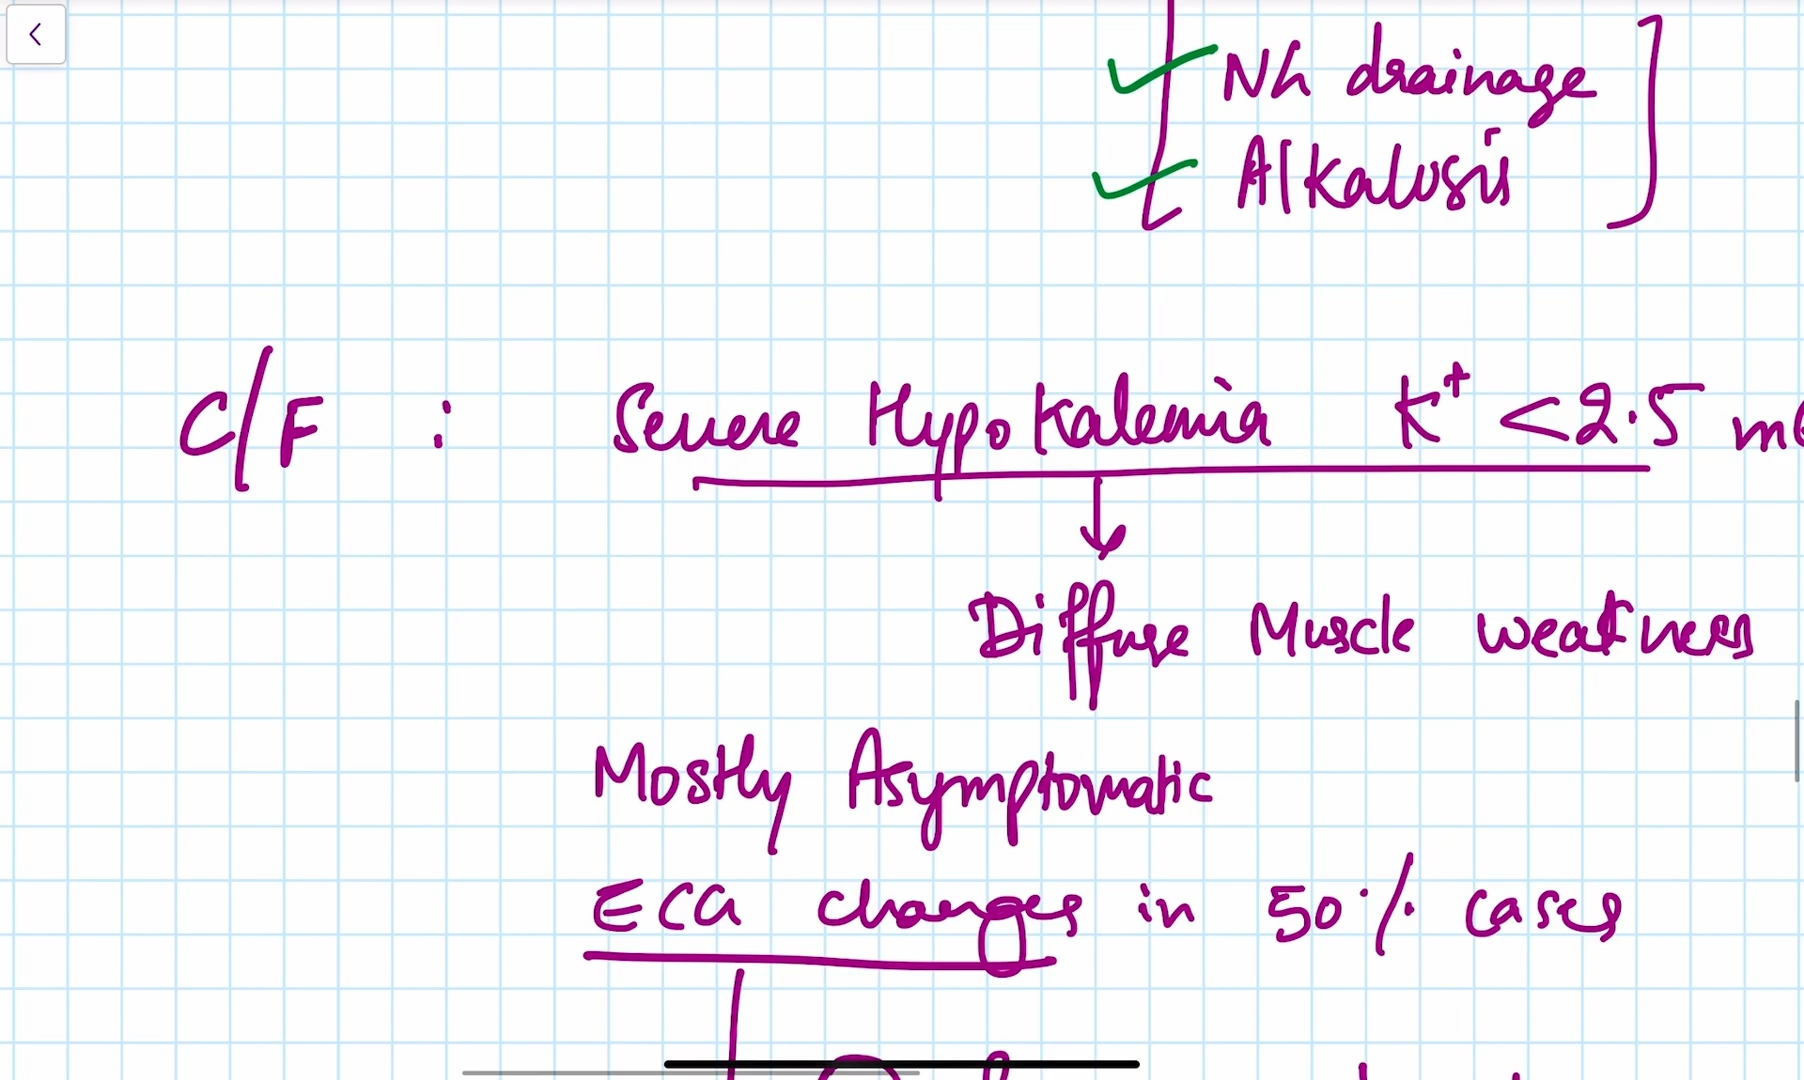 NG drainage
Alkalosis
C/F : Severe Hypokalemia K+ <2.5
Diffuse Muscle weakness
Mostly Asymptomatic
ECG changes in 50% cases